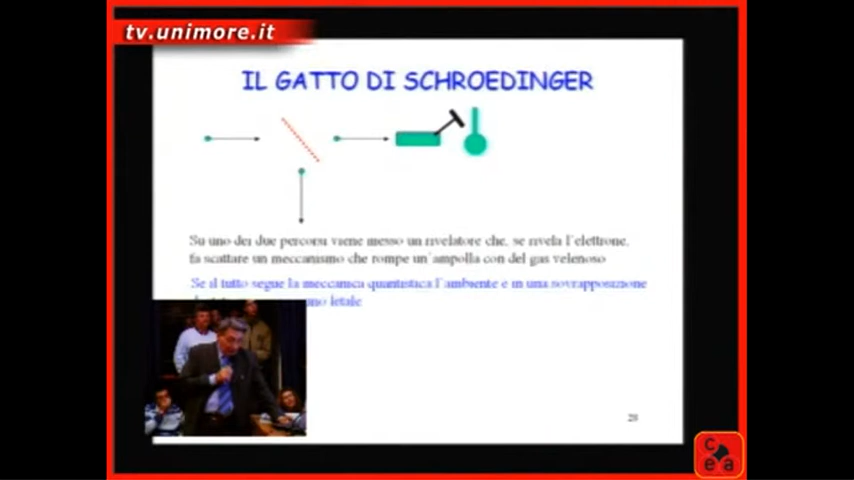 tv.unimore.it
IL GATTO DI SCHROEDINGER
Su uno dei due percorsi viene messo un rivelatore che, se rivela l'elettrone,
fa scattare un meccanismo che rompe un'ampolla con del gas velenoso
Se il tutto segue la meccanica quantistica l'ambiente è in una sovrapposizione
letale
28
c
e a